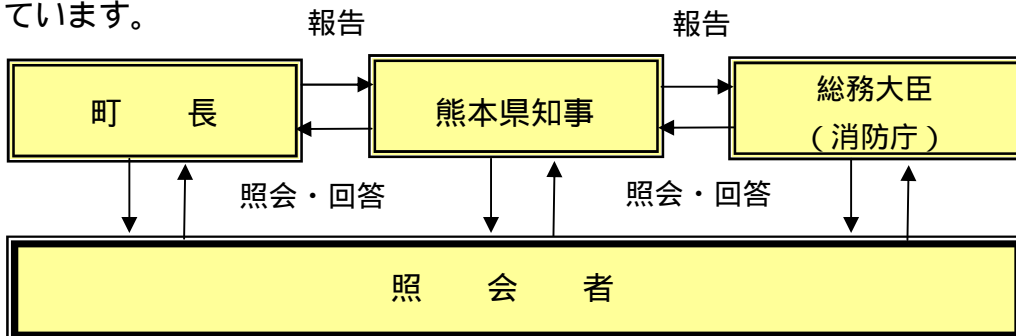 ています。
報告 報告
町 長
熊本県知事
総務大臣
(消防庁)
照会・回答 照会・回答
照 会 者